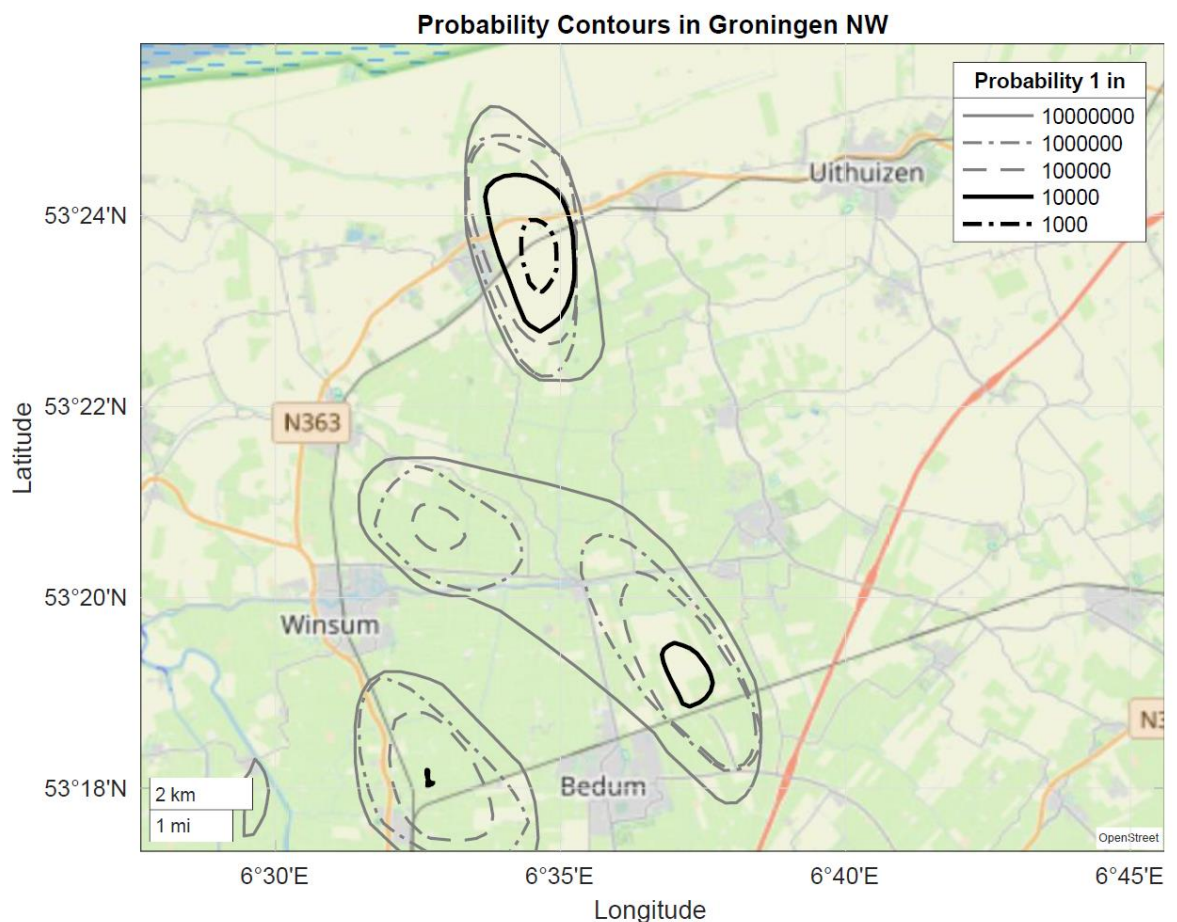 Probability Contours in Groningen NW
Probability 1 in
10000000
1000000
100000
10000
1000
Uithuizen
53°24'N
53°22'N
N363
Latitude
53°20'N
Winsum
N3
53°18'N
2 km
Bedum
1 mi
OpenStreet
6°30'E
6°35'E
6°40'E
6°45'E
Longitude